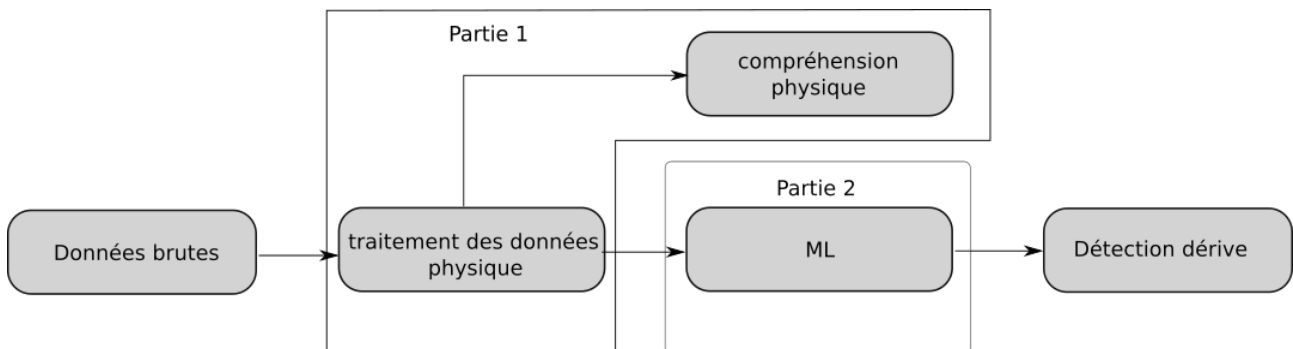 Partie 1
compréhension
physique
Partie 2
Données brutes
traitement des données
physique
ML
Détection dérive